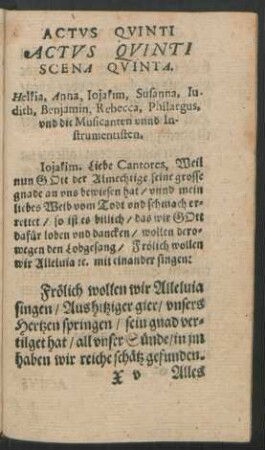 ACTVS QVINTI
ACTVS QVINTI
SCENA QVINTA.
Helkia, Anna, Iojakim, Susanna, Iu-
dith, Benjamin, Rebecca, Philargus,
vnd die Musicanten vnnd In-
strumentisten.
Iojakim. Liebe Cantores, Weil
nun GOtt der Almechtige seine grosse
gnade an vns bewiesen hat / vnnd mein
liebes Weib vom Todt vnd schmach er-
rettet / so ist es billich / das wir GOtt
dafür loben vnd dancken / wollen dero-
wegen den Lobgesang / Frölich wollen
wir Alleluia ꝛc. mit einander singen:
Frölich wollen wir Alleluia
singen / Aus hitziger gier / vnsers
Hertzen springen / sein gnad ver-
tilget hat / all vnser Sünde / in jm
haben wir reiche schätz gefunden.
X v Alles